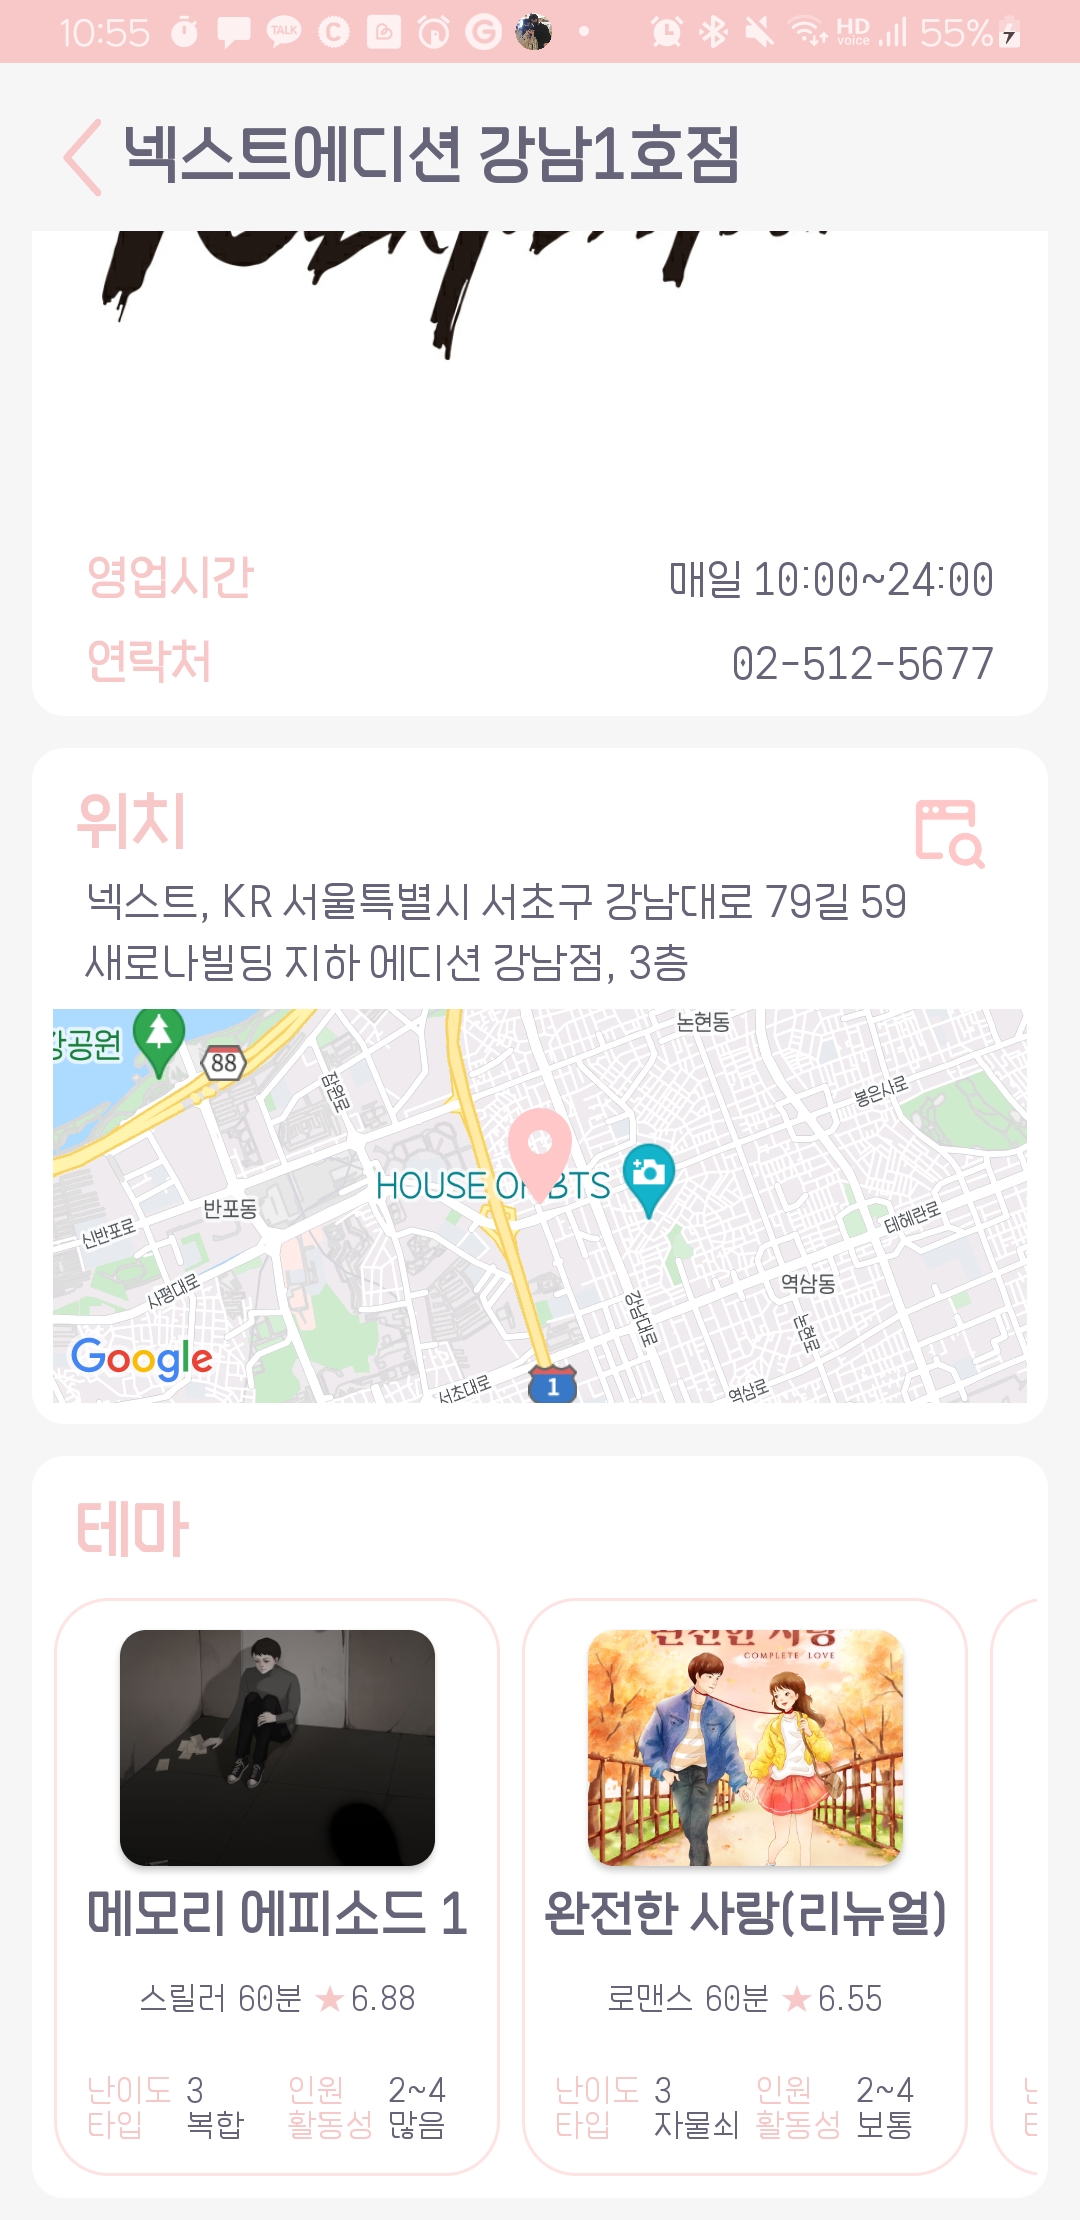 10:55 TALK HD voice 55%
넥스트에디션 강남1호점
영업시간 매일 10:00~24:00
연락처 02-512-5677
위치
넥스트, KR 서울특별시 서초구 강남대로 79길 59
새로나빌딩 지하 에디션 강남점, 3층
강공원
88
논현동
잠원로
봉은사로
HOUSE OF BTS
반포동
신반포로
테헤란로
사평대로
역삼동
강남대로
논현로
Google
서초대로
1
역삼로
테마
완전한 사랑
COMPLETE LOVE
메모리 에피소드 1
스릴러 60분 ★6.88
난이도 3 인원 2~4
타입 복합 활동성 많음
완전한 사랑(리뉴얼)
로맨스 60분 ★6.55
난이도 3 인원 2~4
타입 자물쇠 활동성 보통